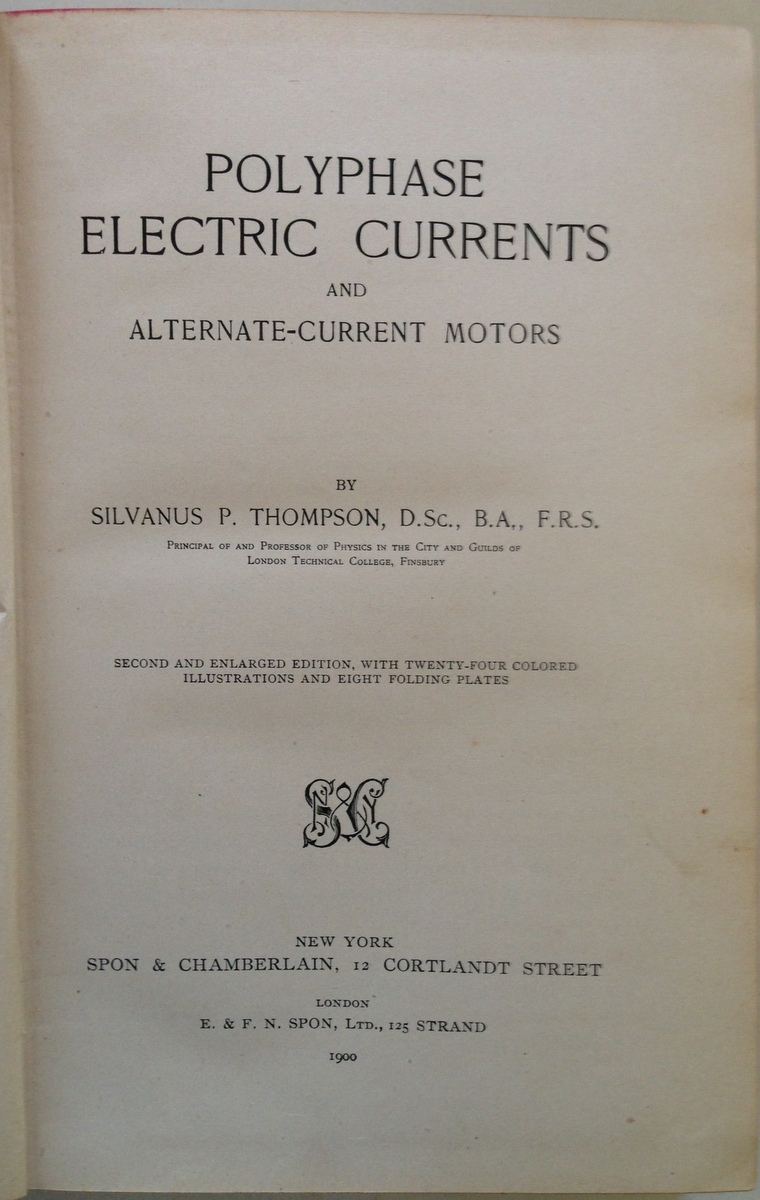 POLYPHASE
ELECTRIC CURRENTS
AND
ALTERNATE-CURRENT MOTORS
BY
SILVANUS P. THOMPSON, D.Sc., B.A., F.R.S.
Principal of and Professor of Physics in the City and Guilds of
London Technical College, Finsbury
SECOND AND ENLARGED EDITION, WITH TWENTY-FOUR COLORED
ILLUSTRATIONS AND EIGHT FOLDING PLATES
NEW YORK
SPON & CHAMBERLAIN, 12 CORTLANDT STREET
LONDON
E. & F. N. SPON, Ltd., 125 STRAND
1900